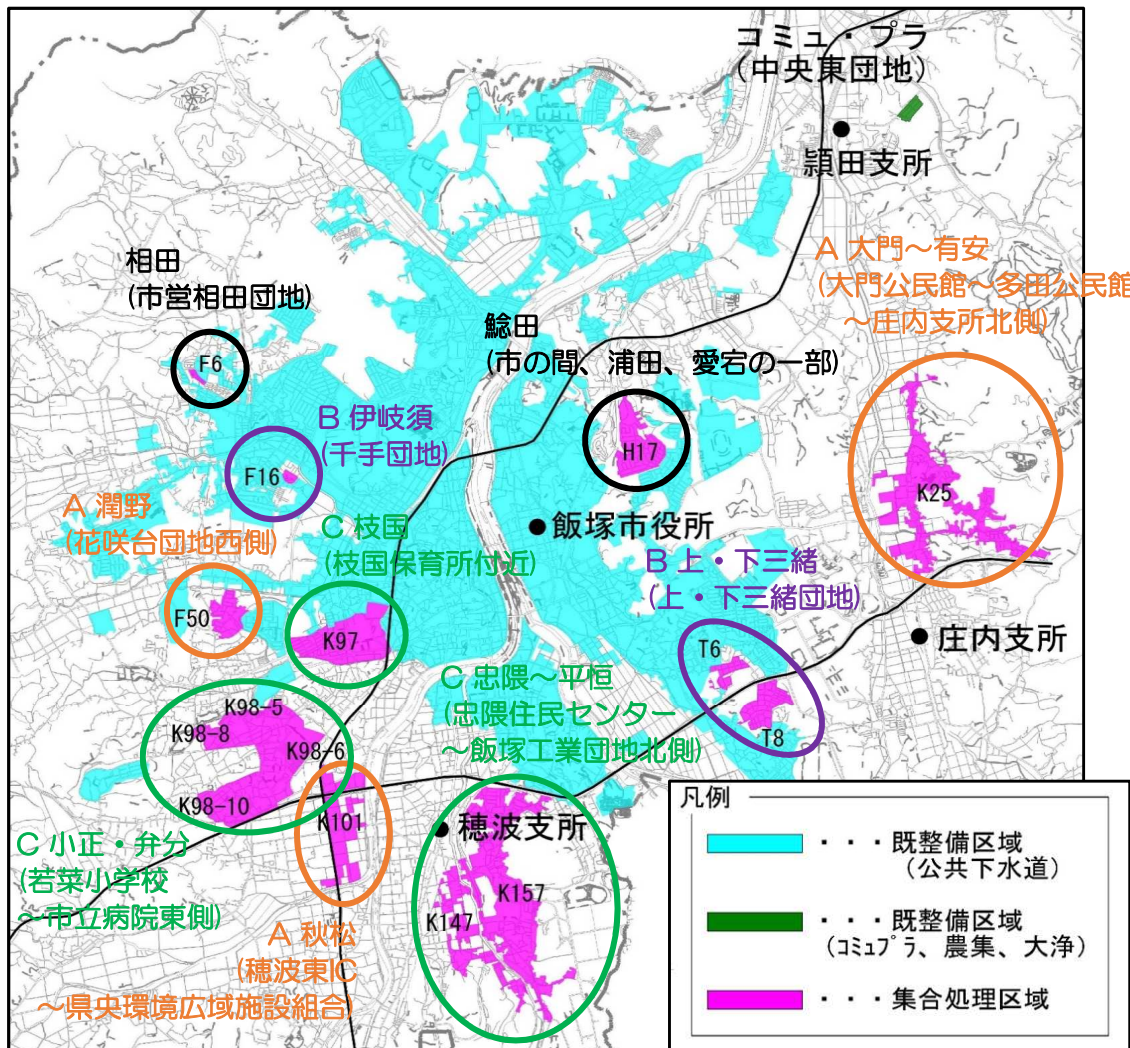 コミュ・プラ
(中央東団地)
頴田支所
A 大門～有安
(大門公民館～多田公民館
～庄内支所北側)
相田
(市営相田団地)
F6
鯰田
(市の間、浦田、愛宕の一部)
H17
K25
B 伊岐須
(千手団地)
F16
A 潤野
(花咲台団地西側)
F50
C 枝国
(枝国保育所付近)
K97
飯塚市役所
B 上・下三緒
(上・下三緒団地)
T6
T8
庄内支所
C 忠隈～平恒
(忠隈住民センター
～飯塚工業団地北側)
K98-5
K98-8
K98-6
K98-10
K101
穂波支所
K157
K147
C 小正・弁分
(若菜小学校
～市立病院東側)
A 秋松
(穂波東IC
～県央環境広域施設組合)
凡例
・・・既整備区域
(公共下水道)
・・・既整備区域
(ｺﾐｭﾌﾟﾗ、農集、大浄)
・・・集合処理区域